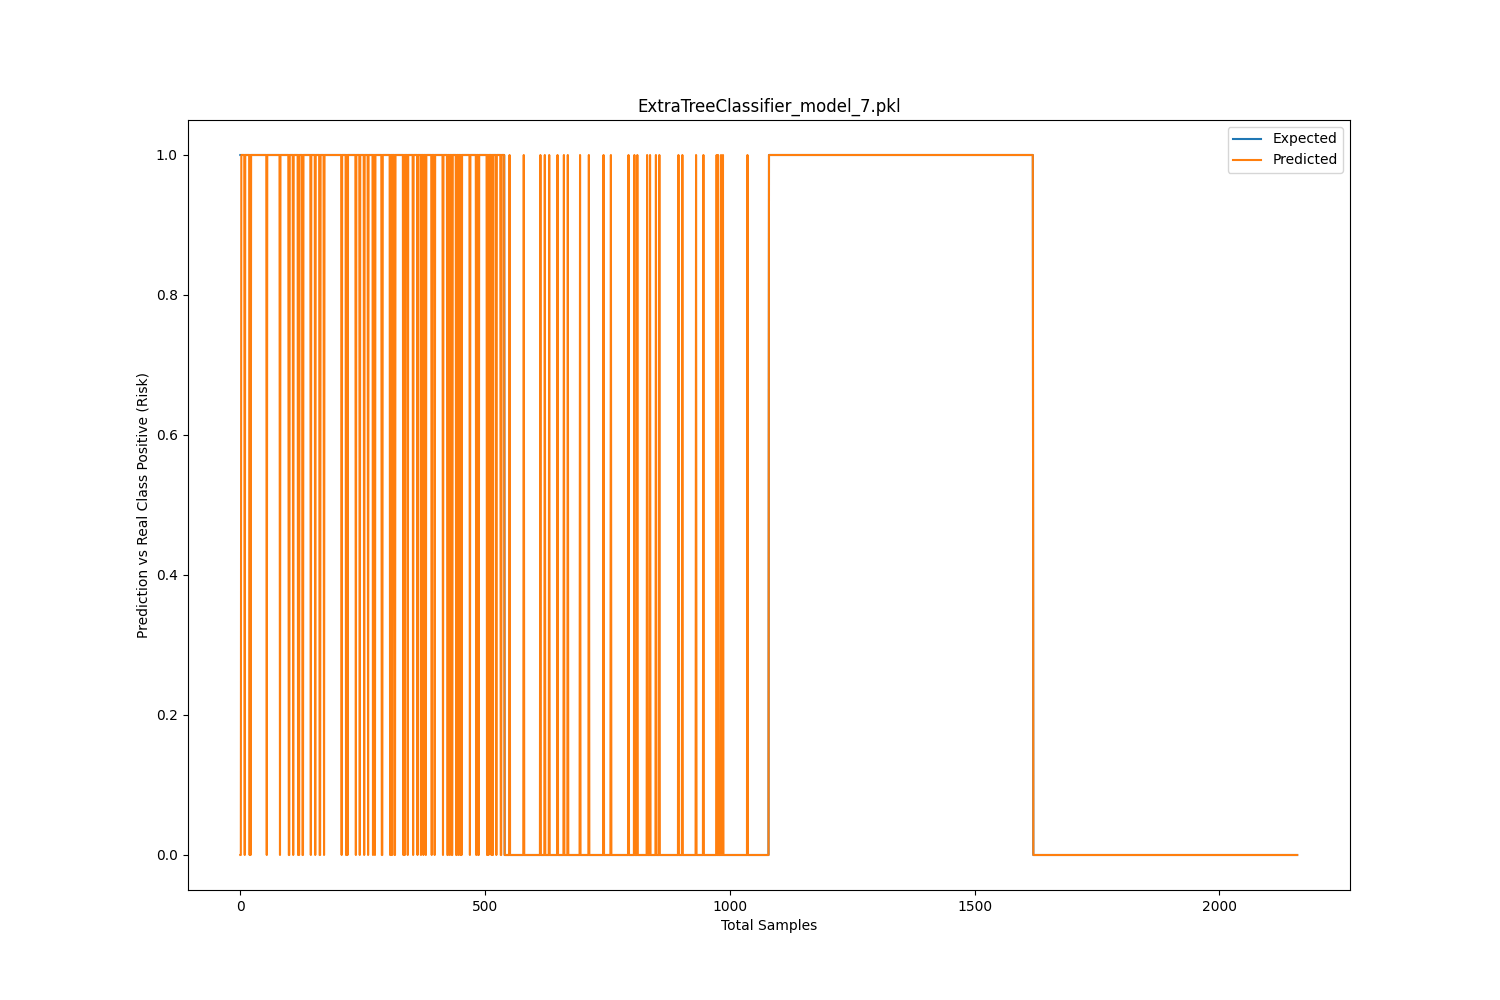 ExtraTreeClassifier_model_7.pkl
Expected
Predicted
1.0
0.8
0.6
0.4
0.2
0.0
Prediction vs Real Class Positive (Risk)
0 500 1000 1500 2000
Total Samples